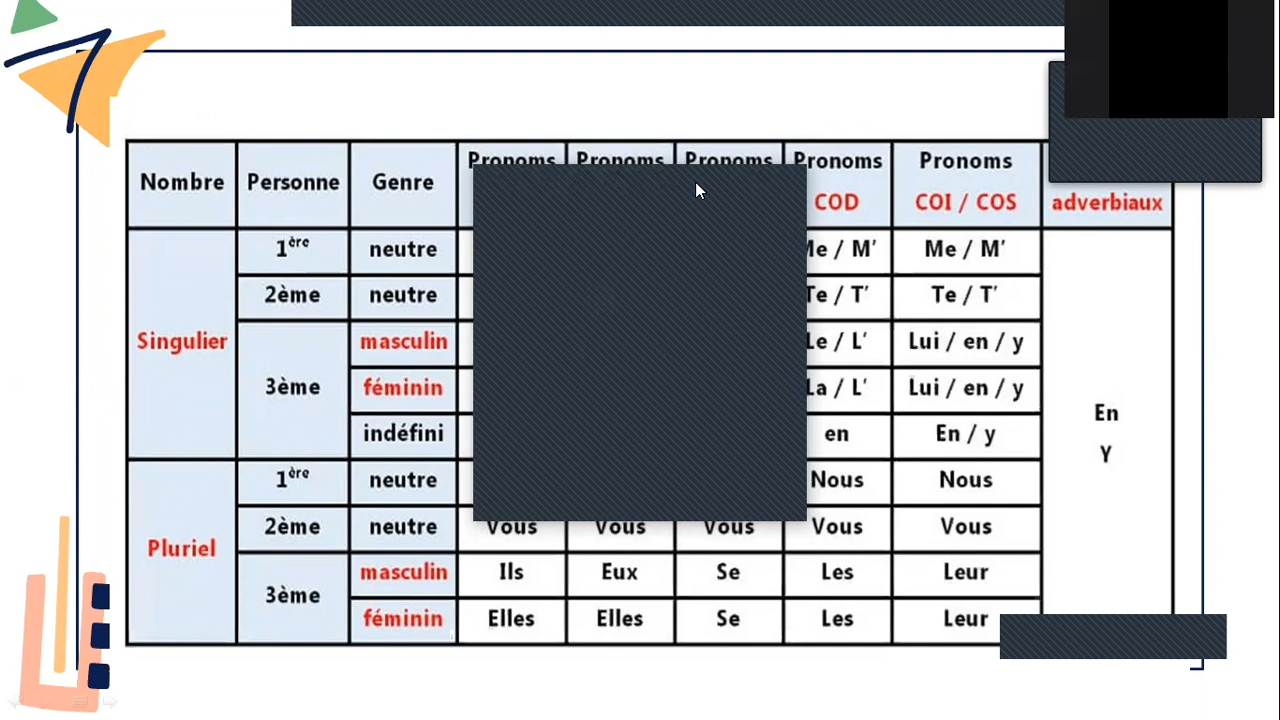 Nombre Personne Genre Pronoms Pronoms Pronoms Pronoms COD Pronoms COI / COS adverbiaux
Singulier 1ère neutre Me / M' Me / M'
2ème neutre Te / T' Te / T'
3ème masculin Le / L' Lui / en / y
féminin La / L' Lui / en / y
indéfini en En / y
En
Y
Pluriel 1ère neutre Nous Nous
2ème neutre Vous Vous Vous Vous Vous
3ème masculin Ils Eux Se Les Leur
féminin Elles Elles Se Les Leur